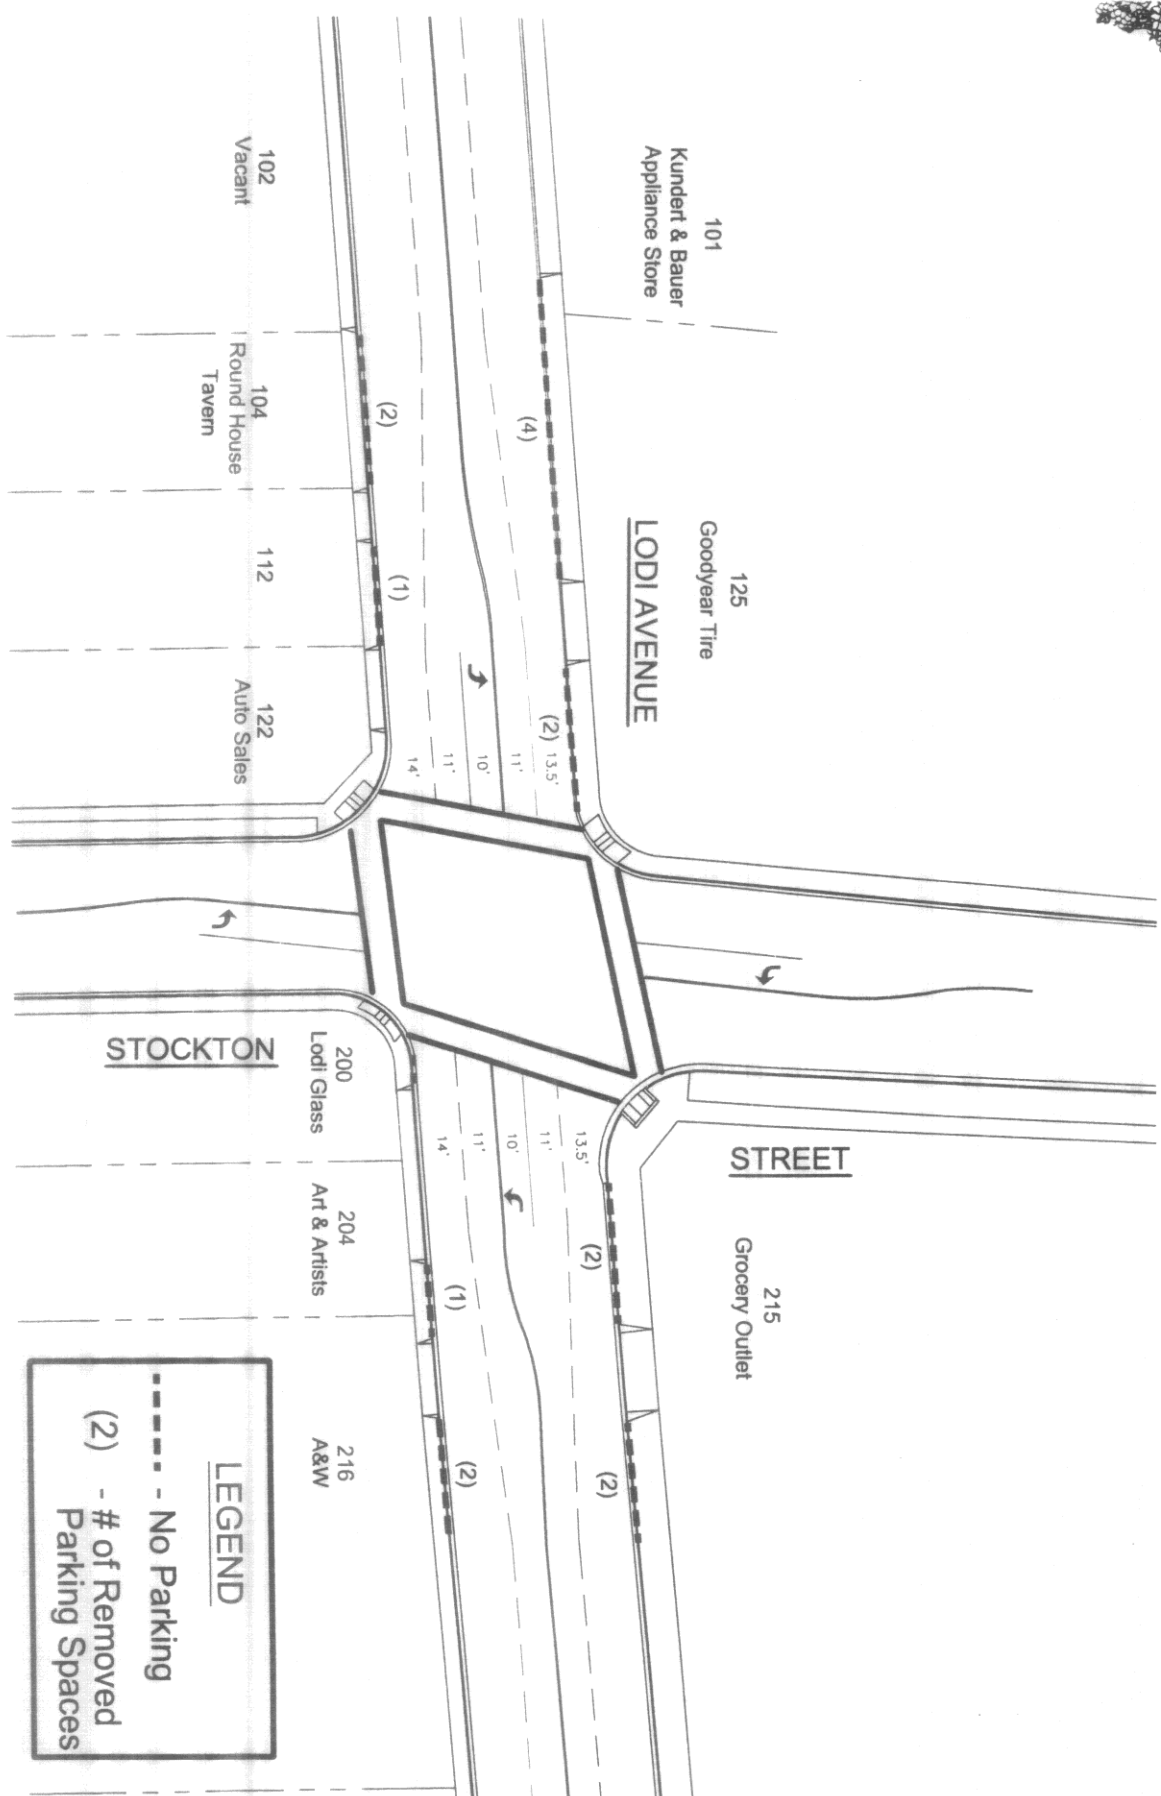 101
Kundert & Bauer
Appliance Store
125
Goodyear Tire
LODI AVENUE
215
Grocery Outlet
STREET
(4)
(2)
13.5'
11'
10'
11'
14'
13.5'
11'
10'
11'
14'
(2)
(2)
(2)
(1)
(1)
(2)
102
Vacant
104
Round House
Tavern
112
122
Auto Sales
STOCKTON
200
Lodi Glass
204
Art & Artists
216
A&W
LEGEND
- No Parking
(2) - # of Removed
Parking Spaces